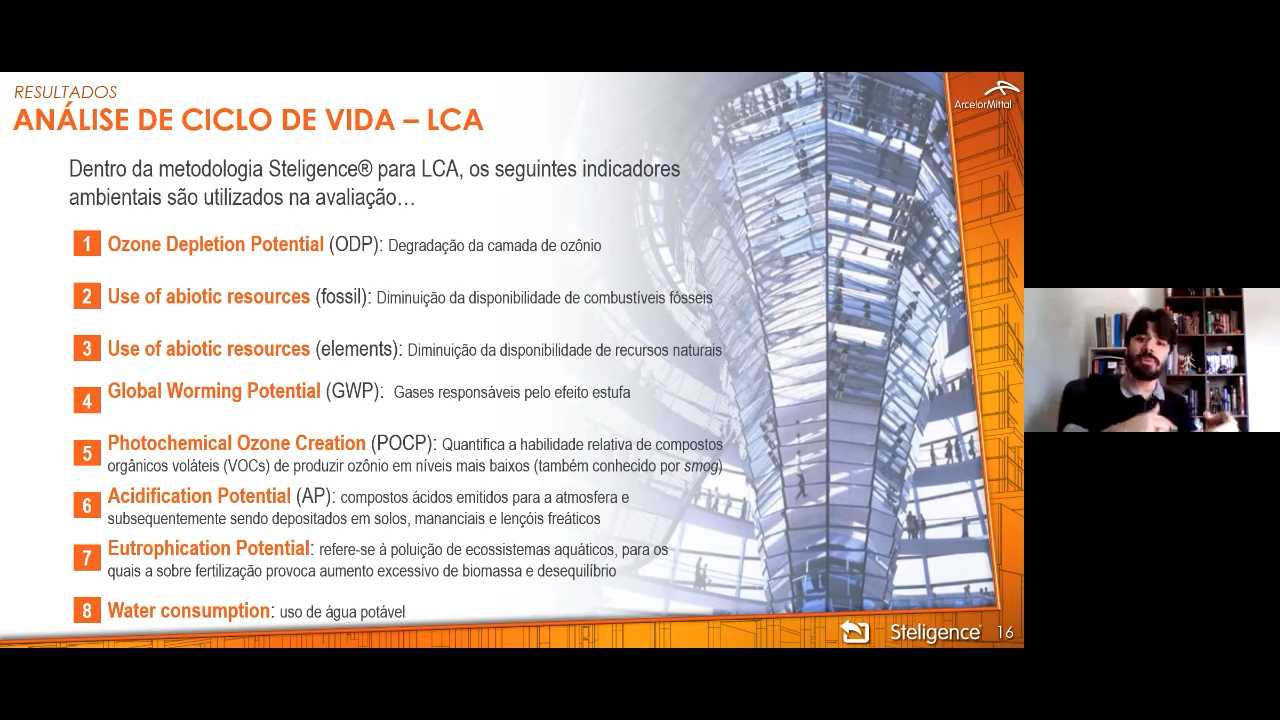 RESULTADOS
ANÁLISE DE CICLO DE VIDA – LCA
ArcelorMittal
Dentro da metodologia Steligence® para LCA, os seguintes indicadores
ambientais são utilizados na avaliação…
1 Ozone Depletion Potential (ODP): Degradação da camada de ozônio
2 Use of abiotic resources (fossil): Diminuição da disponibilidade de combustíveis fósseis
3 Use of abiotic resources (elements): Diminuição da disponibilidade de recursos naturais
4 Global Worming Potential (GWP): Gases responsáveis pelo efeito estufa
5 Photochemical Ozone Creation (POCP): Quantifica a habilidade relativa de compostos
orgânicos voláteis (VOCs) de produzir ozônio em níveis mais baixos (também conhecido por smog)
6 Acidification Potential (AP): compostos ácidos emitidos para a atmosfera e
subsequentemente sendo depositados em solos, mananciais e lençóis freáticos
7 Eutrophication Potential: refere-se à poluição de ecossistemas aquáticos, para os
quais a sobre fertilização provoca aumento excessivo de biomassa e desequilíbrio
8 Water consumption: uso de água potável
Steligence® 16